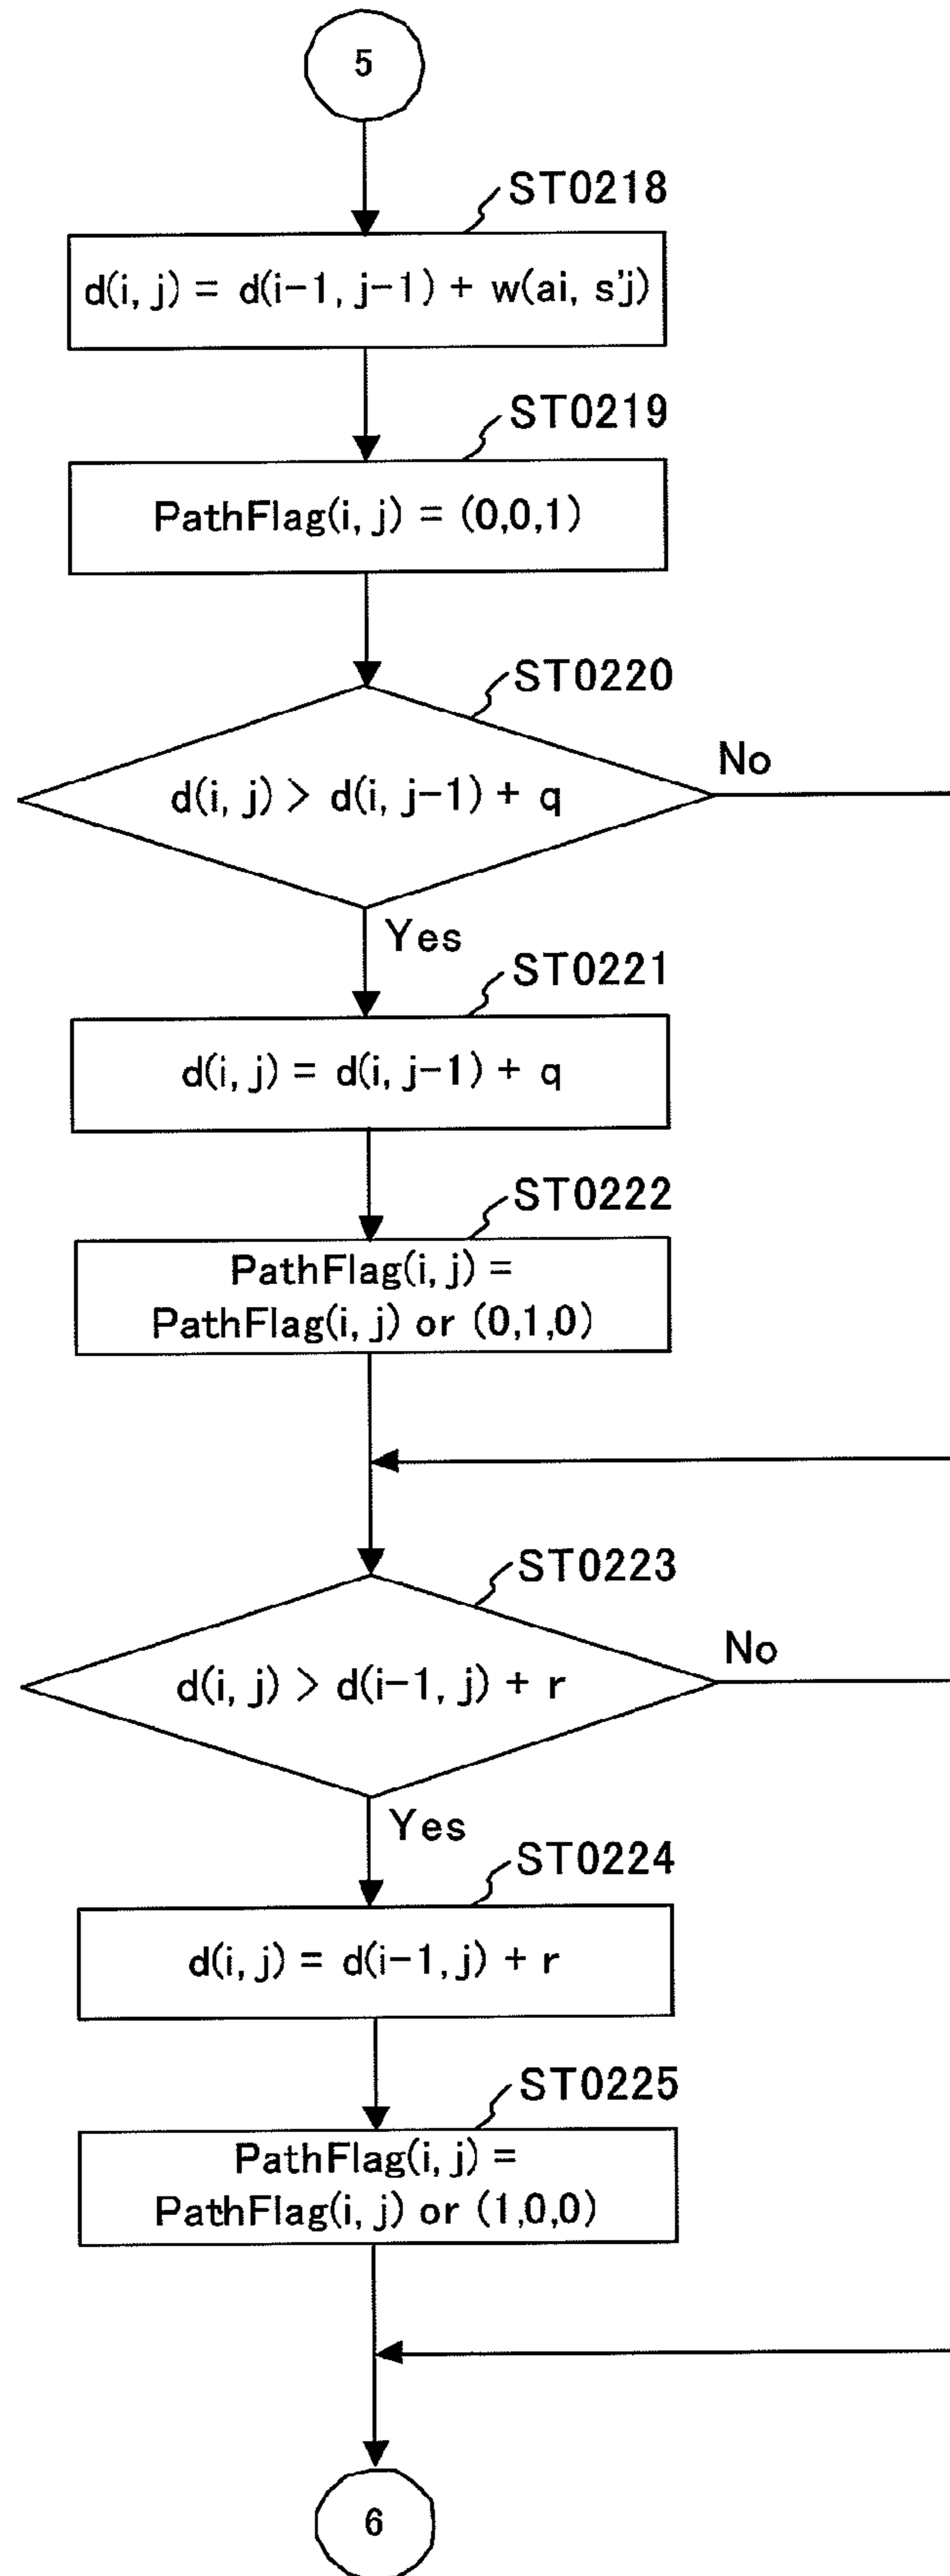 5
ST0218
d(i, j) = d(i-1, j-1) + w(ai, s'j)
ST0219
PathFlag(i, j) = (0,0,1)
ST0220
d(i, j) > d(i, j-1) + q
No
Yes
ST0221
d(i, j) = d(i, j-1) + q
ST0222
PathFlag(i, j) =
PathFlag(i, j) or (0,1,0)
ST0223
d(i, j) > d(i-1, j) + r
No
Yes
ST0224
d(i, j) = d(i-1, j) + r
ST0225
PathFlag(i, j) =
PathFlag(i, j) or (1,0,0)
6